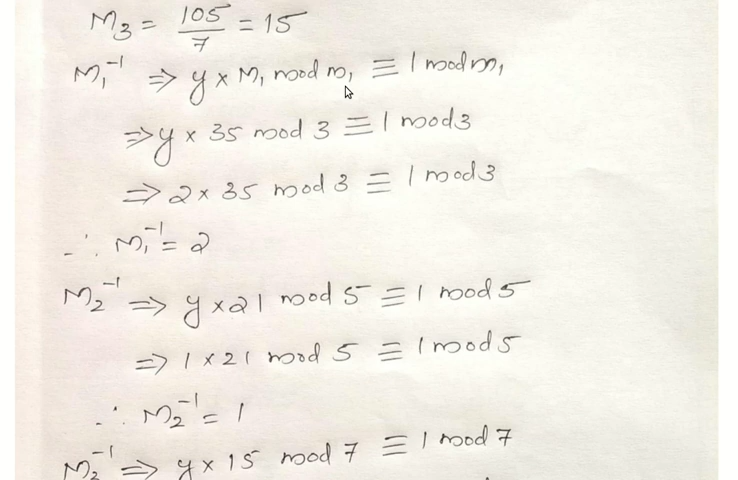 M₃ = 105/7 = 15
M₁⁻¹ ⇒ y × M₁ mod m₁ ≡ 1 mod m₁
⇒ y × 35 mod 3 ≡ 1 mod 3
⇒ 2 × 35 mod 3 ≡ 1 mod 3
∴ M₁⁻¹ = 2
M₂⁻¹ ⇒ y × 21 mod 5 ≡ 1 mod 5
⇒ 1 × 21 mod 5 ≡ 1 mod 5
∴ M₂⁻¹ = 1
M₂⁻¹ ⇒ y × 15 mod 7 ≡ 1 mod 7